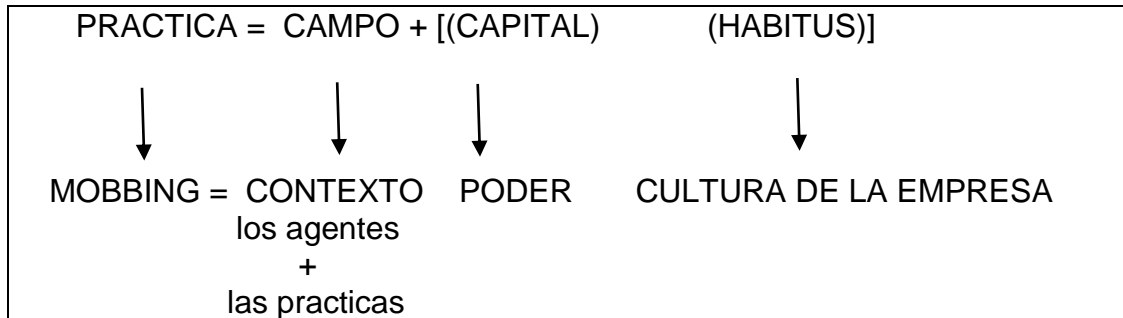 PRACTICA = CAMPO + [(CAPITAL) (HABITUS)]
MOBBING = CONTEXTO PODER CULTURA DE LA EMPRESA
los agentes
+
las practicas